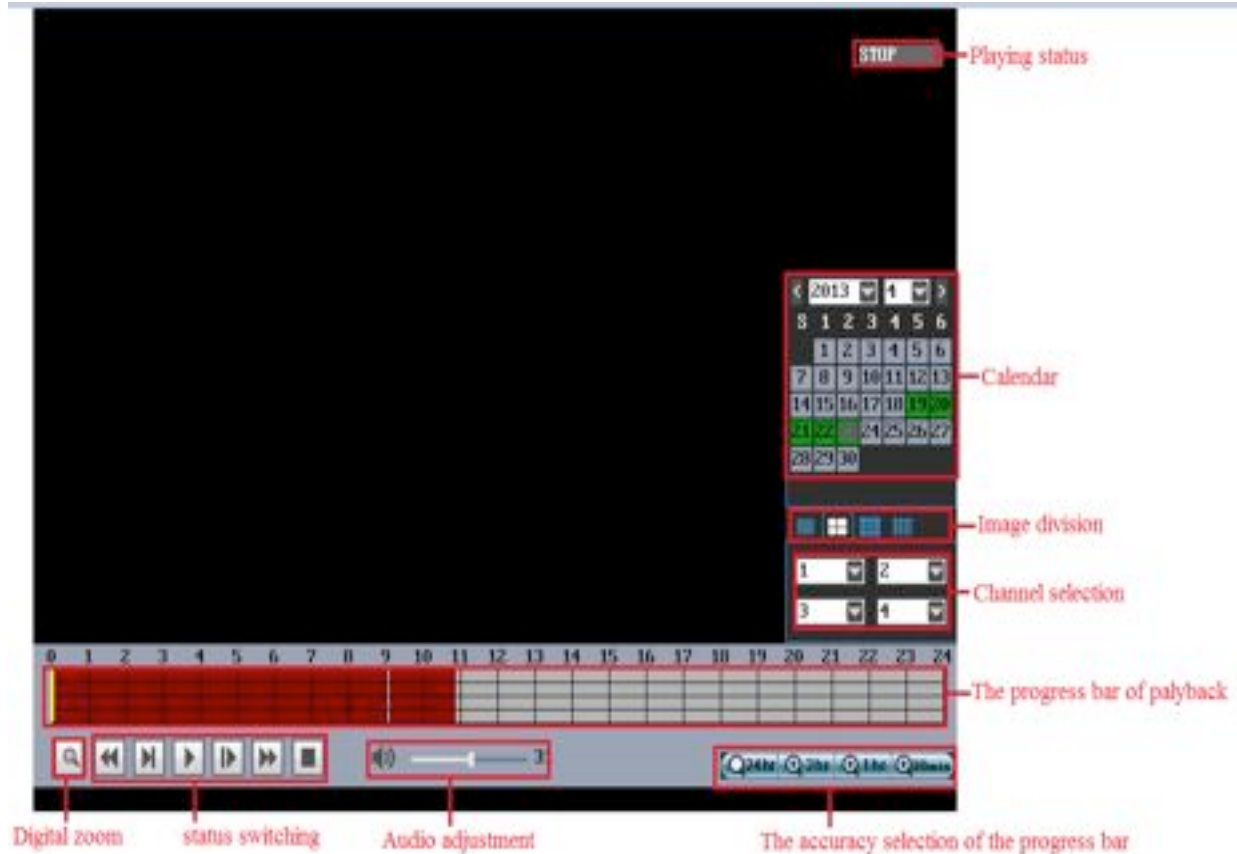 STOP
Playing status
< 2013 4 >
S 1 2 3 4 5 6
1 2 3 4 5 6
7 8 9 10 11 12 13
Calendar
14 15 16 17 18 19 20
21 22 24 25 26 27
28 29 30
Image division
1 2
Channel selection
3 4
0 1 2 3 4 5 6 7 8 9 10 11 12 13 14 15 16 17 18 19 20 21 22 23 24
The progress bar of palyback
3
24hr 2hr 1hr 30min
Digital zoom
status switching
Audio adjustment
The accuracy selection of the progress bar